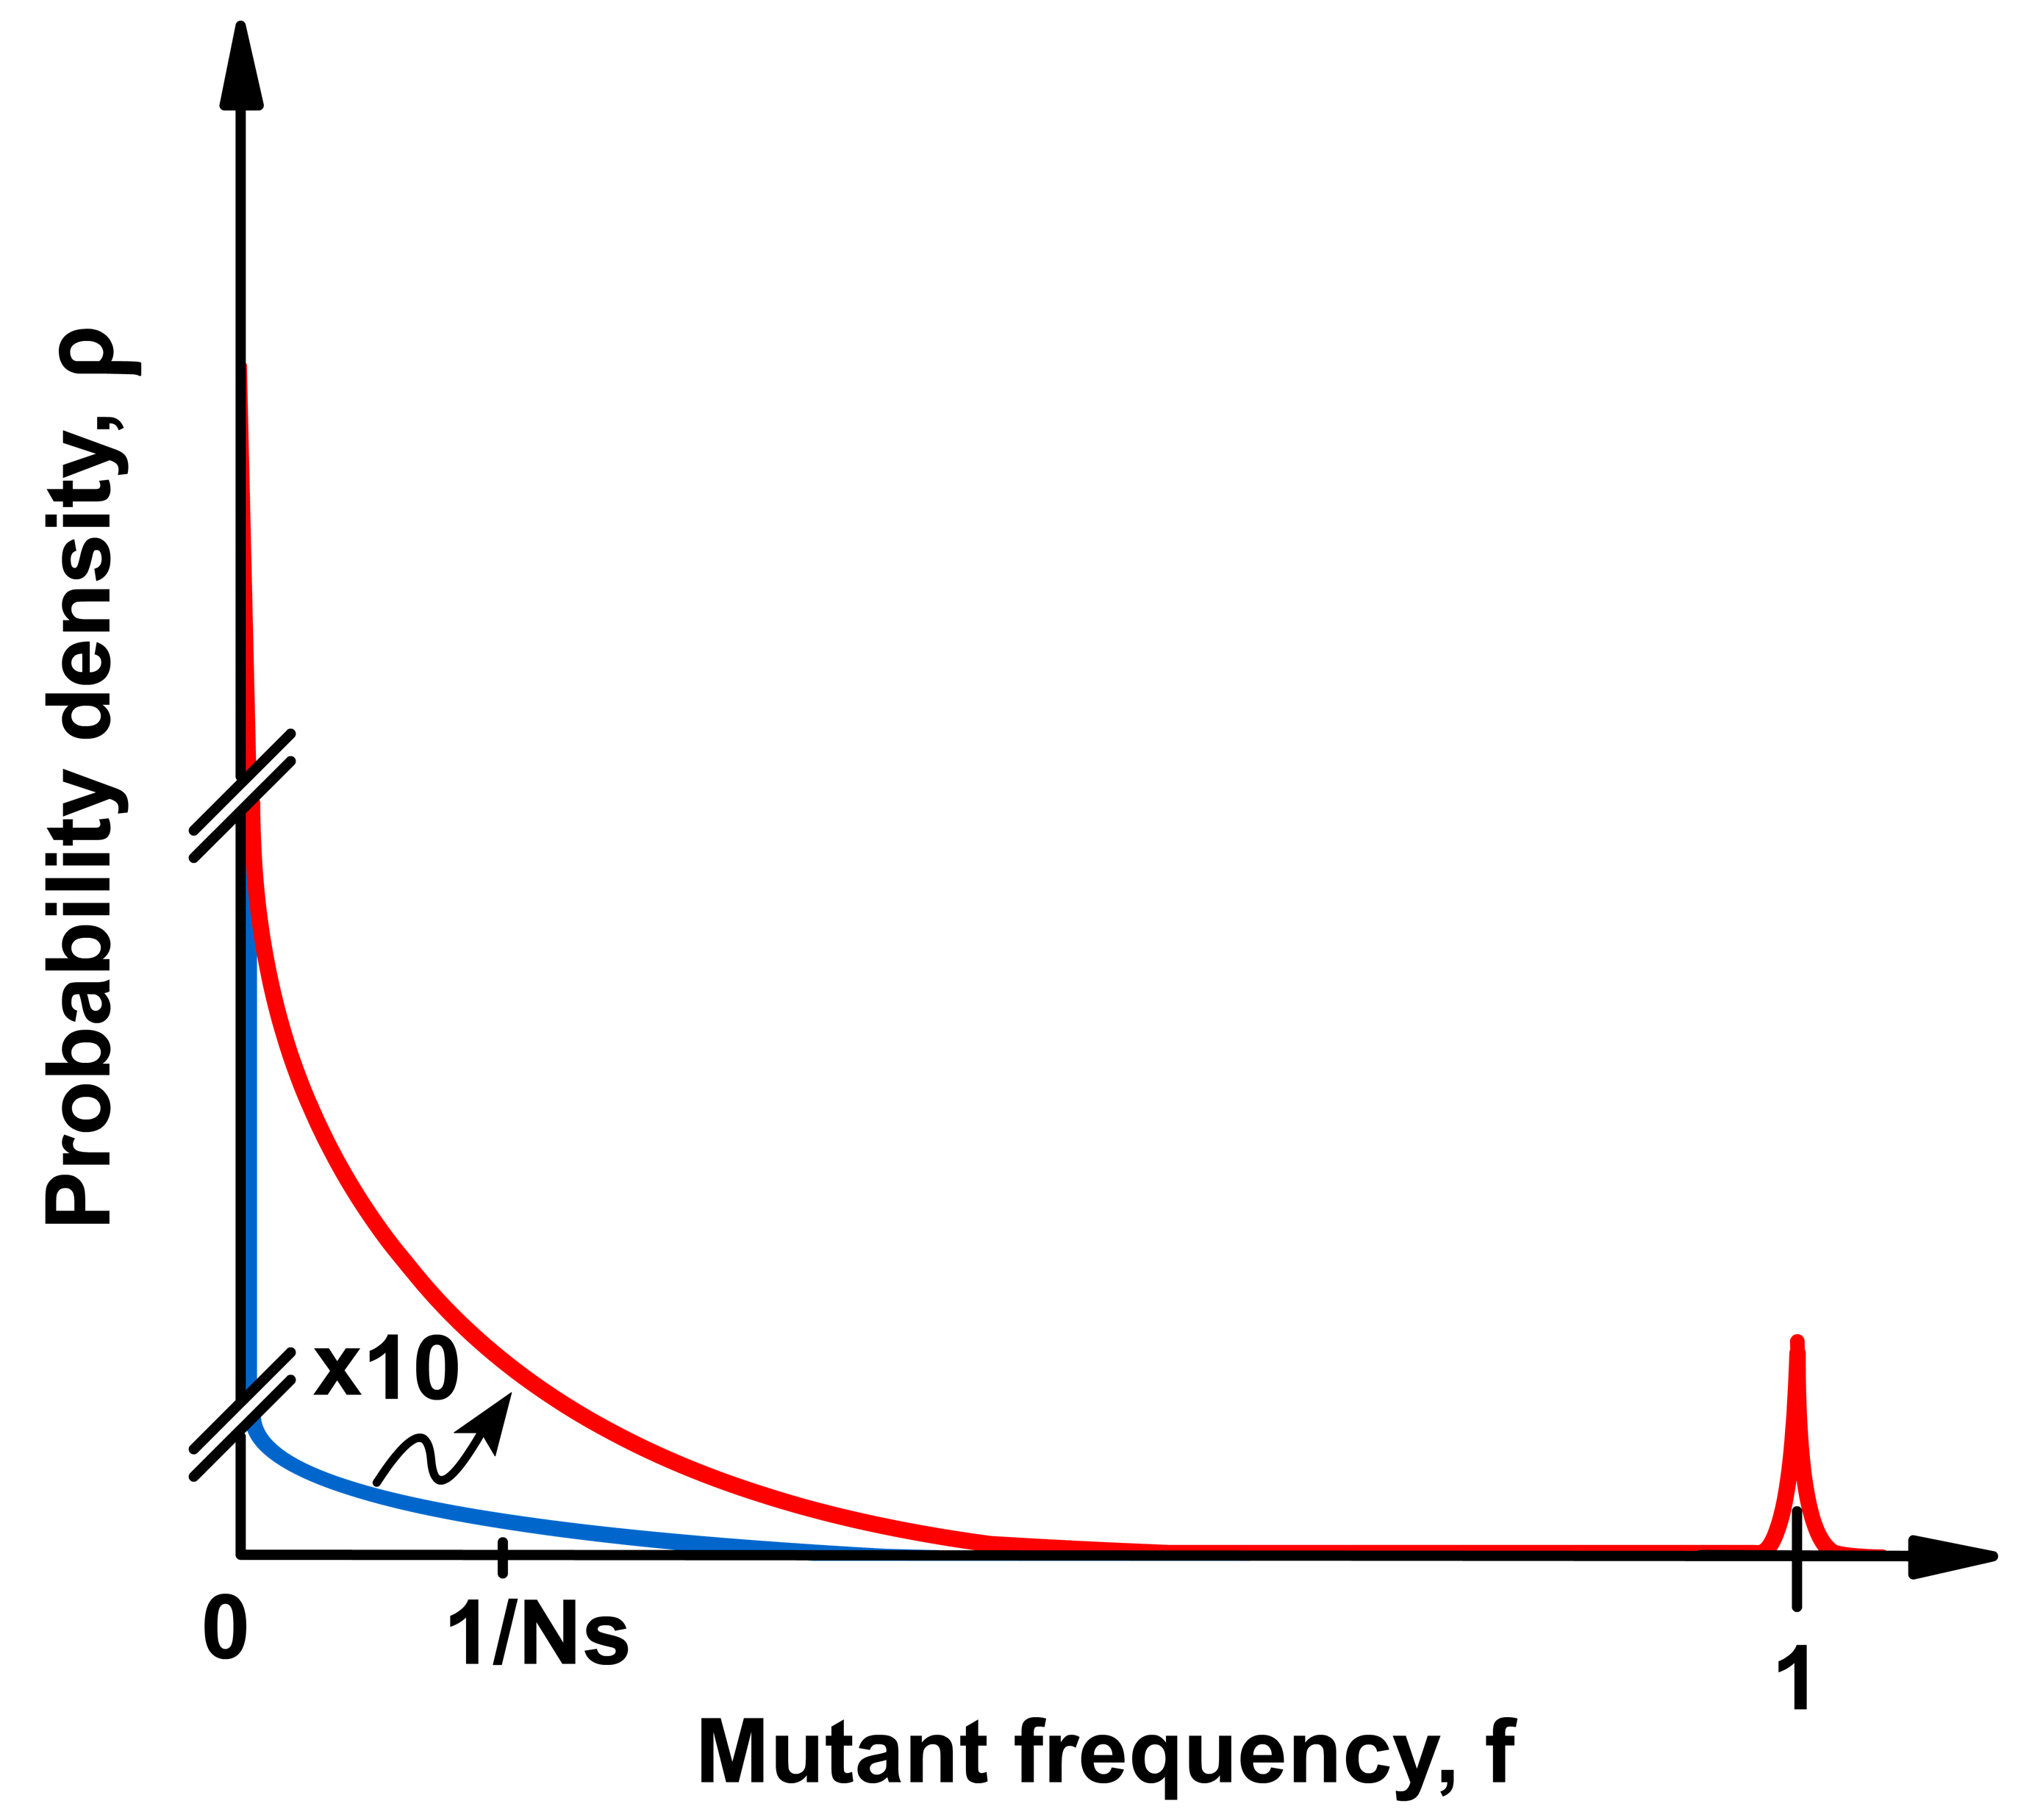 Probability density, ρ
x10
0
1/Ns
1
Mutant frequency, f